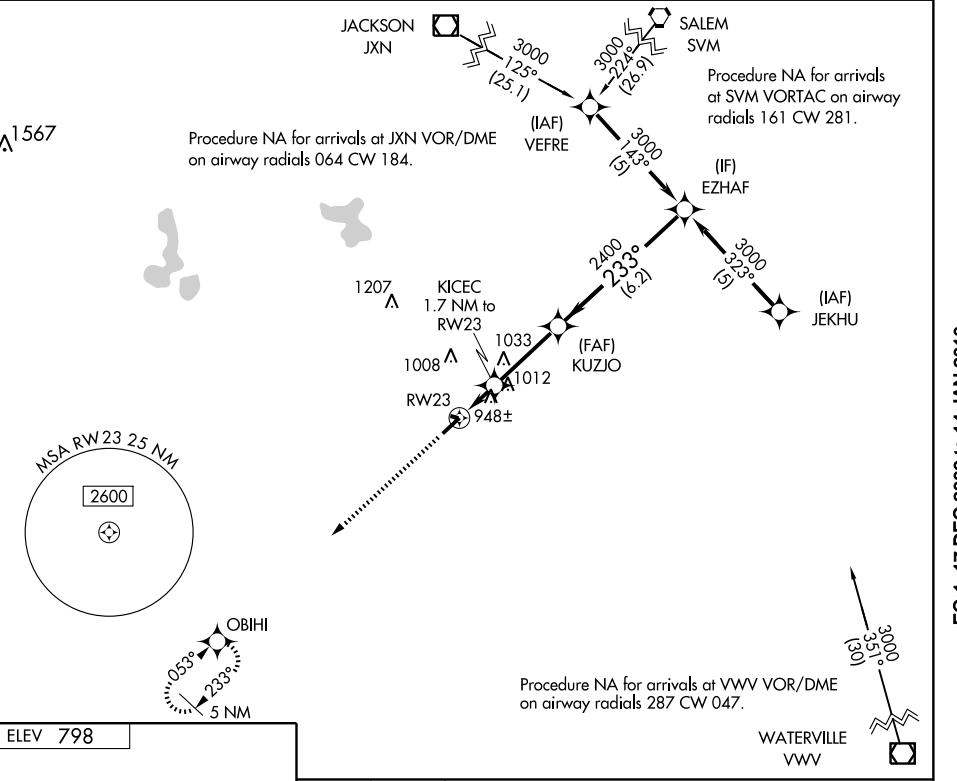 JACKSON
JXN
3000
125°
(25.1)
SALEM
SVM
3000
224°
(26.9)
Procedure NA for arrivals
at SVM VORTAC on airway
radials 161 CW 281.
1567
Procedure NA for arrivals at JXN VOR/DME
on airway radials 064 CW 184.
(IAF)
VEFRE
3000
143°
(5)
(IF)
EZHAF
2400
233°
(6.2)
3000
323°
(5)
(IAF)
JEKHU
1207
KICEC
1.7 NM to
RW23
(FAF)
KUZJO
1033
1008
1012
RW23
948±
MSA RW23 25 NM
2600
OBIHI
053°
233°
5 NM
3000
351°
(30)
Procedure NA for arrivals at VWV VOR/DME
on airway radials 287 CW 047.
WATERVILLE
VWV
ELEV 798